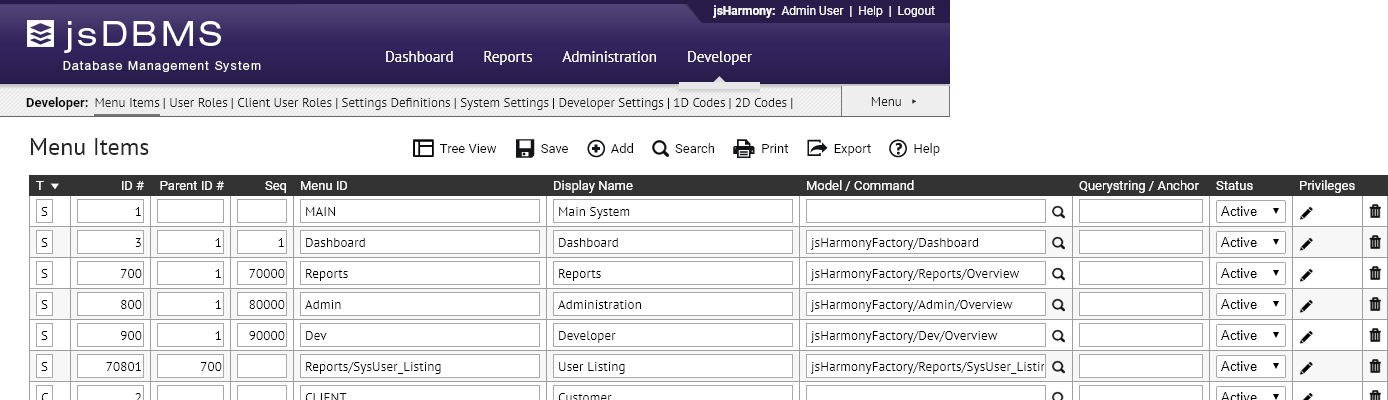 jsHarmony: Admin User | Help | Logout
jsDBMS
Database Management System
Dashboard Reports Administration Developer
Developer: Menu Items | User Roles | Client User Roles | Settings Definitions | System Settings | Developer Settings | 1D Codes | 2D Codes | Menu ▸
Menu Items Tree View Save Add Search Print Export Help
T ▼ ID # Parent ID # Seq Menu ID Display Name Model / Command Querystring / Anchor Status Privileges
S 1 MAIN Main System Active ▼
S 3 1 1 Dashboard Dashboard jsHarmonyFactory/Dashboard Active ▼
S 700 1 70000 Reports Reports jsHarmonyFactory/Reports/Overview Active ▼
S 800 1 80000 Admin Administration jsHarmonyFactory/Admin/Overview Active ▼
S 900 1 90000 Dev Developer jsHarmonyFactory/Dev/Overview Active ▼
S 70801 700 Reports/SysUser_Listing User Listing jsHarmonyFactory/Reports/SysUser_Listin Active ▼
C 2 CLIENT Customer Active ▼